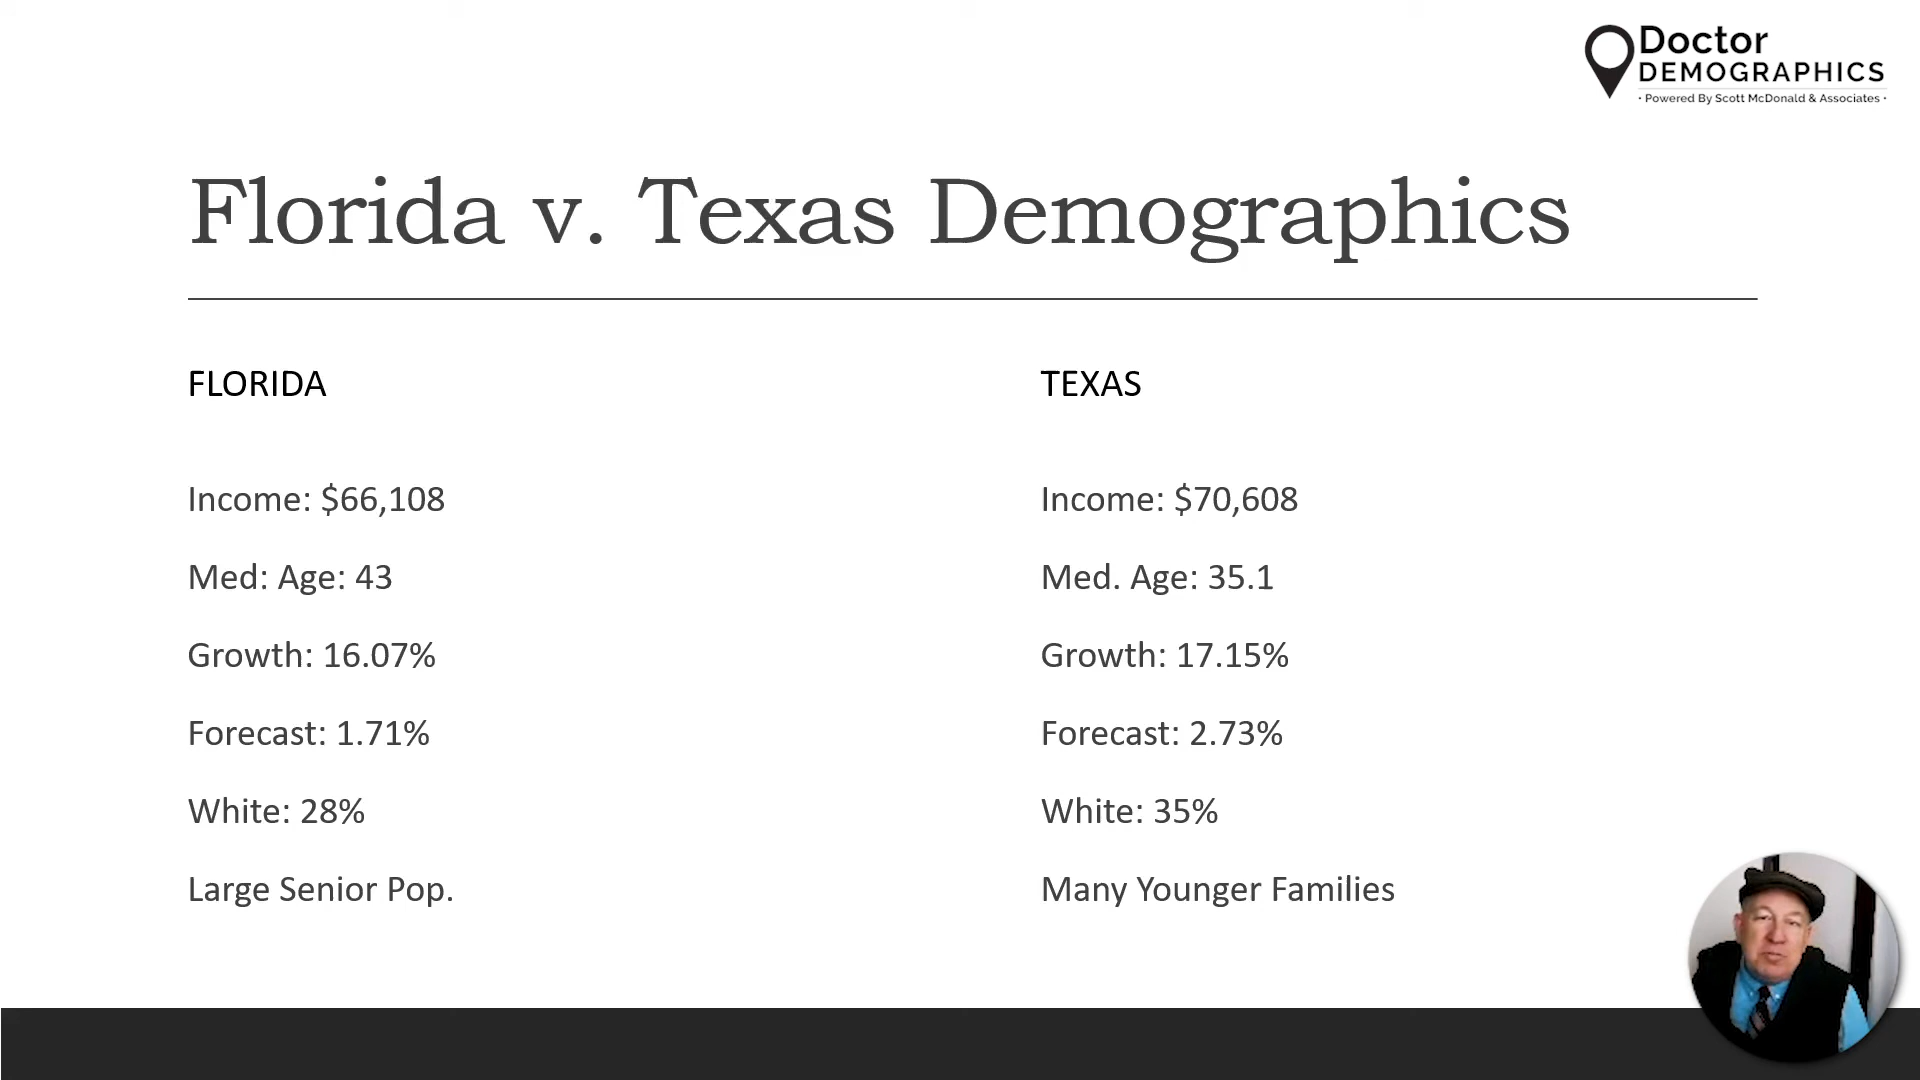 Doctor
DEMOGRAPHICS
· Powered By Scott McDonald & Associates ·
Florida v. Texas Demographics
FLORIDA
Income: $66,108
Med: Age: 43
Growth: 16.07%
Forecast: 1.71%
White: 28%
Large Senior Pop.
TEXAS
Income: $70,608
Med. Age: 35.1
Growth: 17.15%
Forecast: 2.73%
White: 35%
Many Younger Families